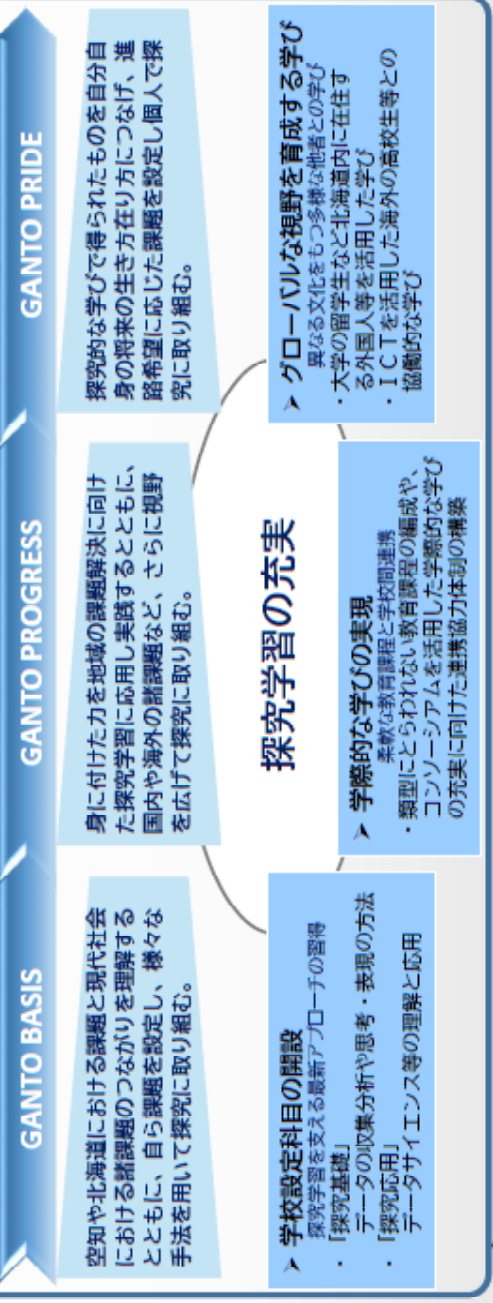 GANTO BASIS
GANTO PROGRESS
GANTO PRIDE
空知や北海道における課題と現代社会
における諸課題のつながりを理解する
とともに、自ら課題を設定し、様々な
手法を用いて探究に取り組む。
身に付けた力を地域の課題解決に向け
た探究学習に応用し実践するとともに、
国内や海外の諸課題など、さらに視野
を広げて探究に取り組む。
探究的な学びで得られたものを自分自
身の将来の生き方在り方につなげ、進
路希望に応じた課題を設定し個人で探
究に取り組む。
探究学習の充実
➢ 学校設定科目の開設
探究学習を支える最新アプローチの習得
・「探究基礎」
データの収集分析や思考・表現の方法
・「探究応用」
データサイエンス等の理解と応用
➢ 学際的な学びの実現
柔軟な教育課程と学校間連携
・類型にとらわれない教育課程の編成や、
コンソーシアムを活用した学際的な学び
の充実に向けた連携協力体制の構築
➢ グローバルな視野を育成する学び
異なる文化をもつ多様な他者との学び
・大学の留学生など北海道内に在住す
る外国人等を活用した学び
・ＩＣＴを活用した海外の高校生等との
協働的な学び